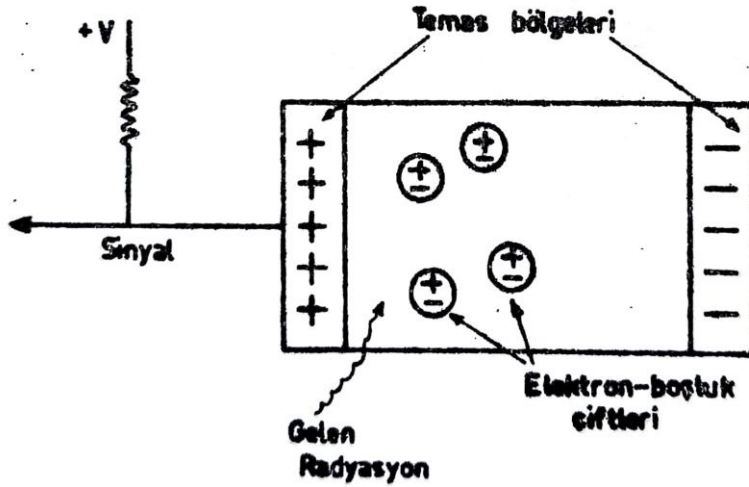 Temas bölgeleri
+V
+ + + + +
− − − − −
+ − + −
+ − + −
Sinyal
Elektron-boşluk
çiftleri
Gelen
Radyasyon